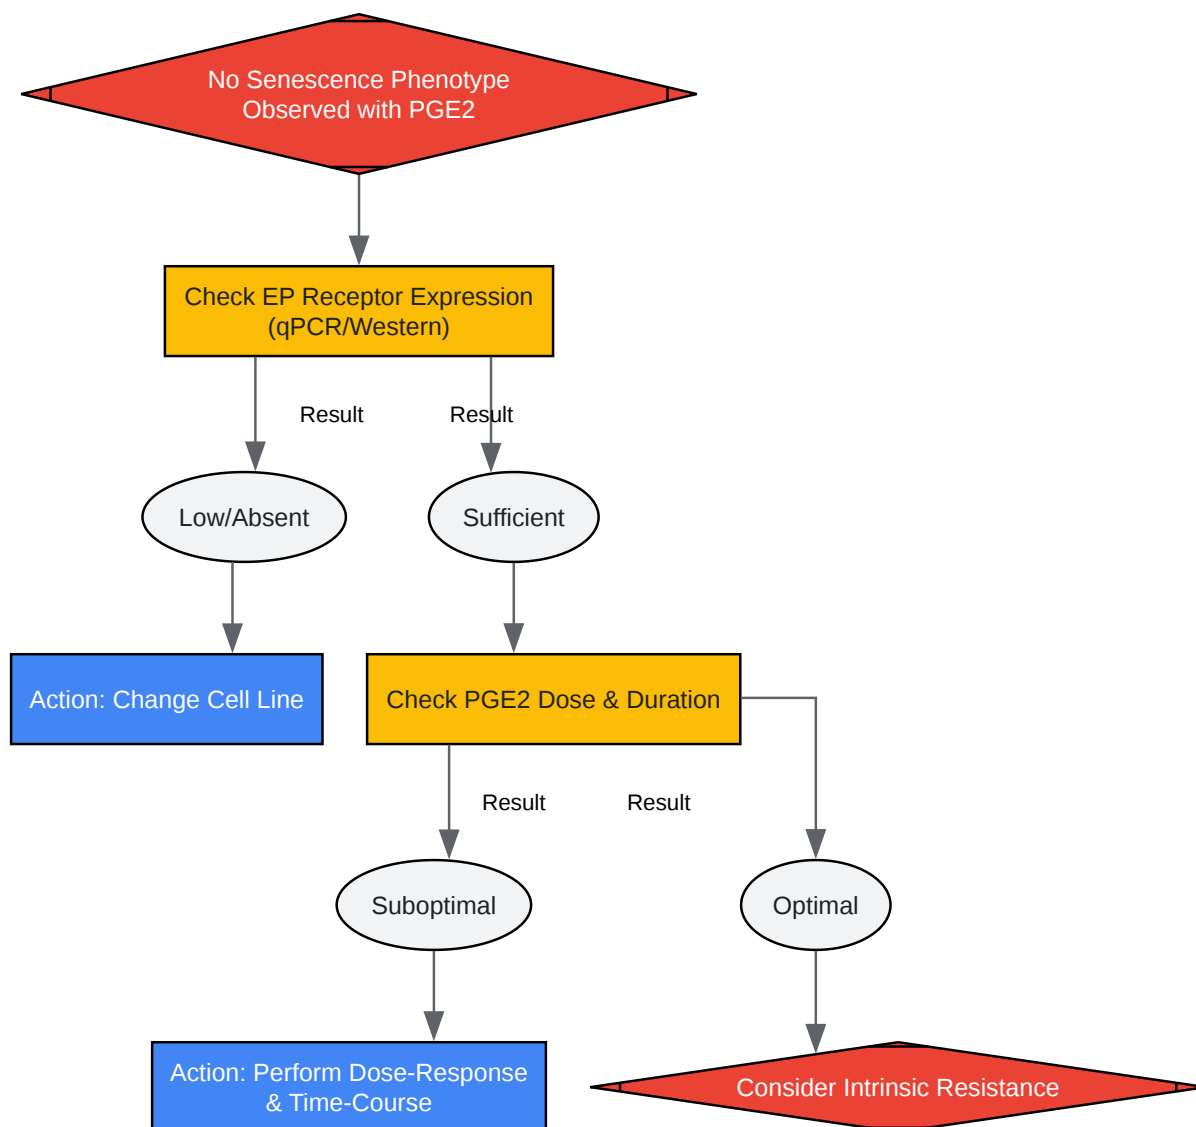 No Senescence Phenotype
Observed with PGE2
Check EP Receptor Expression
(qPCR/Western)
Result
Result
Low/Absent
Sufficient
Action: Change Cell Line
Check PGE2 Dose & Duration
Result
Result
Suboptimal
Optimal
Action: Perform Dose-Response
& Time-Course
Consider Intrinsic Resistance